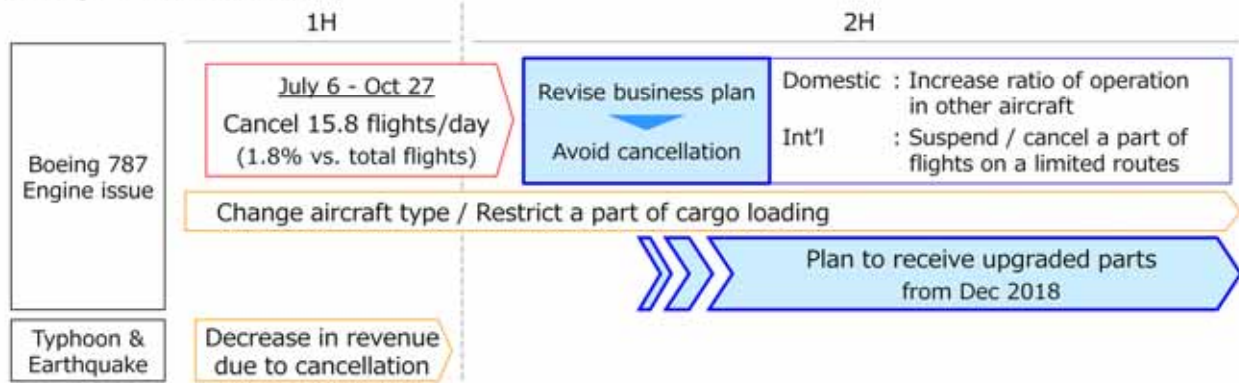 1H
2H
Boeing 787
Engine issue
July 6 - Oct 27
Cancel 15.8 flights/day
(1.8% vs. total flights)
Revise business plan
Avoid cancellation
Domestic : Increase ratio of operation
in other aircraft
Int'l : Suspend / cancel a part of
flights on a limited routes
Change aircraft type / Restrict a part of cargo loading
Plan to receive upgraded parts
from Dec 2018
Typhoon &
Earthquake
Decrease in revenue
due to cancellation